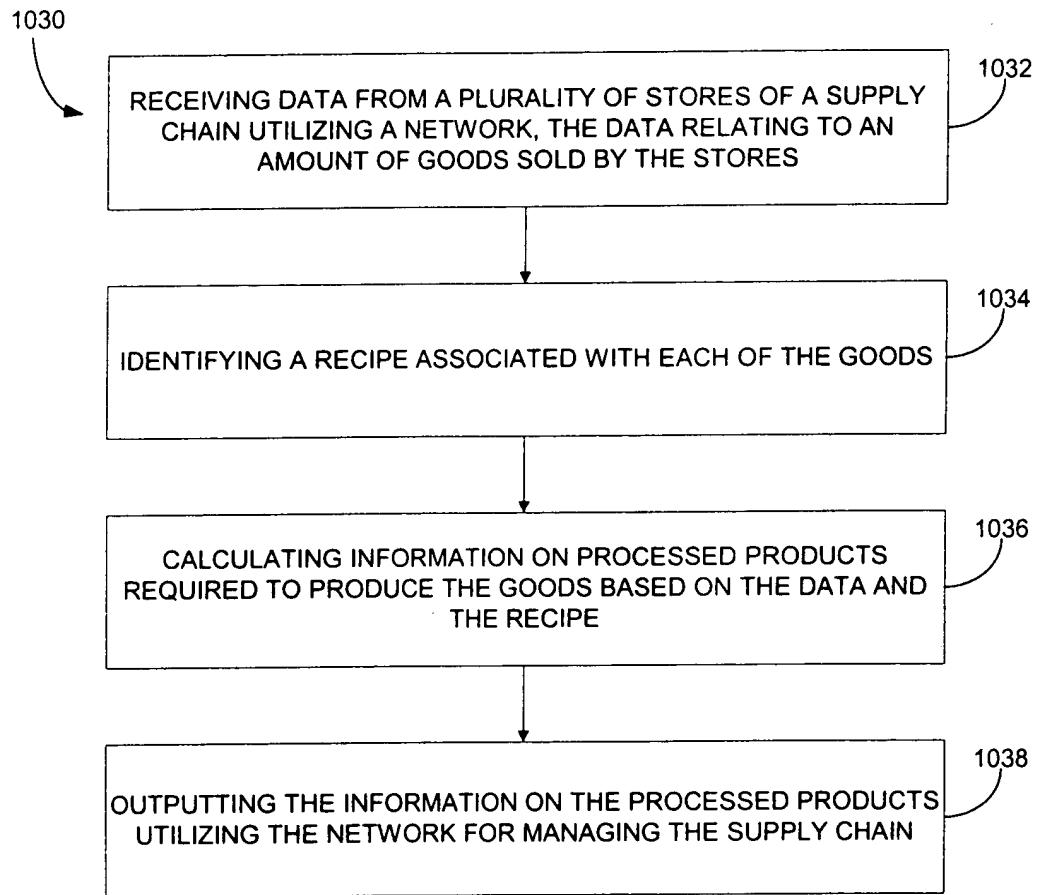 1030
1032
RECEIVING DATA FROM A PLURALITY OF STORES OF A SUPPLY
CHAIN UTILIZING A NETWORK, THE DATA RELATING TO AN
AMOUNT OF GOODS SOLD BY THE STORES
1034
IDENTIFYING A RECIPE ASSOCIATED WITH EACH OF THE GOODS
1036
CALCULATING INFORMATION ON PROCESSED PRODUCTS
REQUIRED TO PRODUCE THE GOODS BASED ON THE DATA AND
THE RECIPE
1038
OUTPUTTING THE INFORMATION ON THE PROCESSED PRODUCTS
UTILIZING THE NETWORK FOR MANAGING THE SUPPLY CHAIN